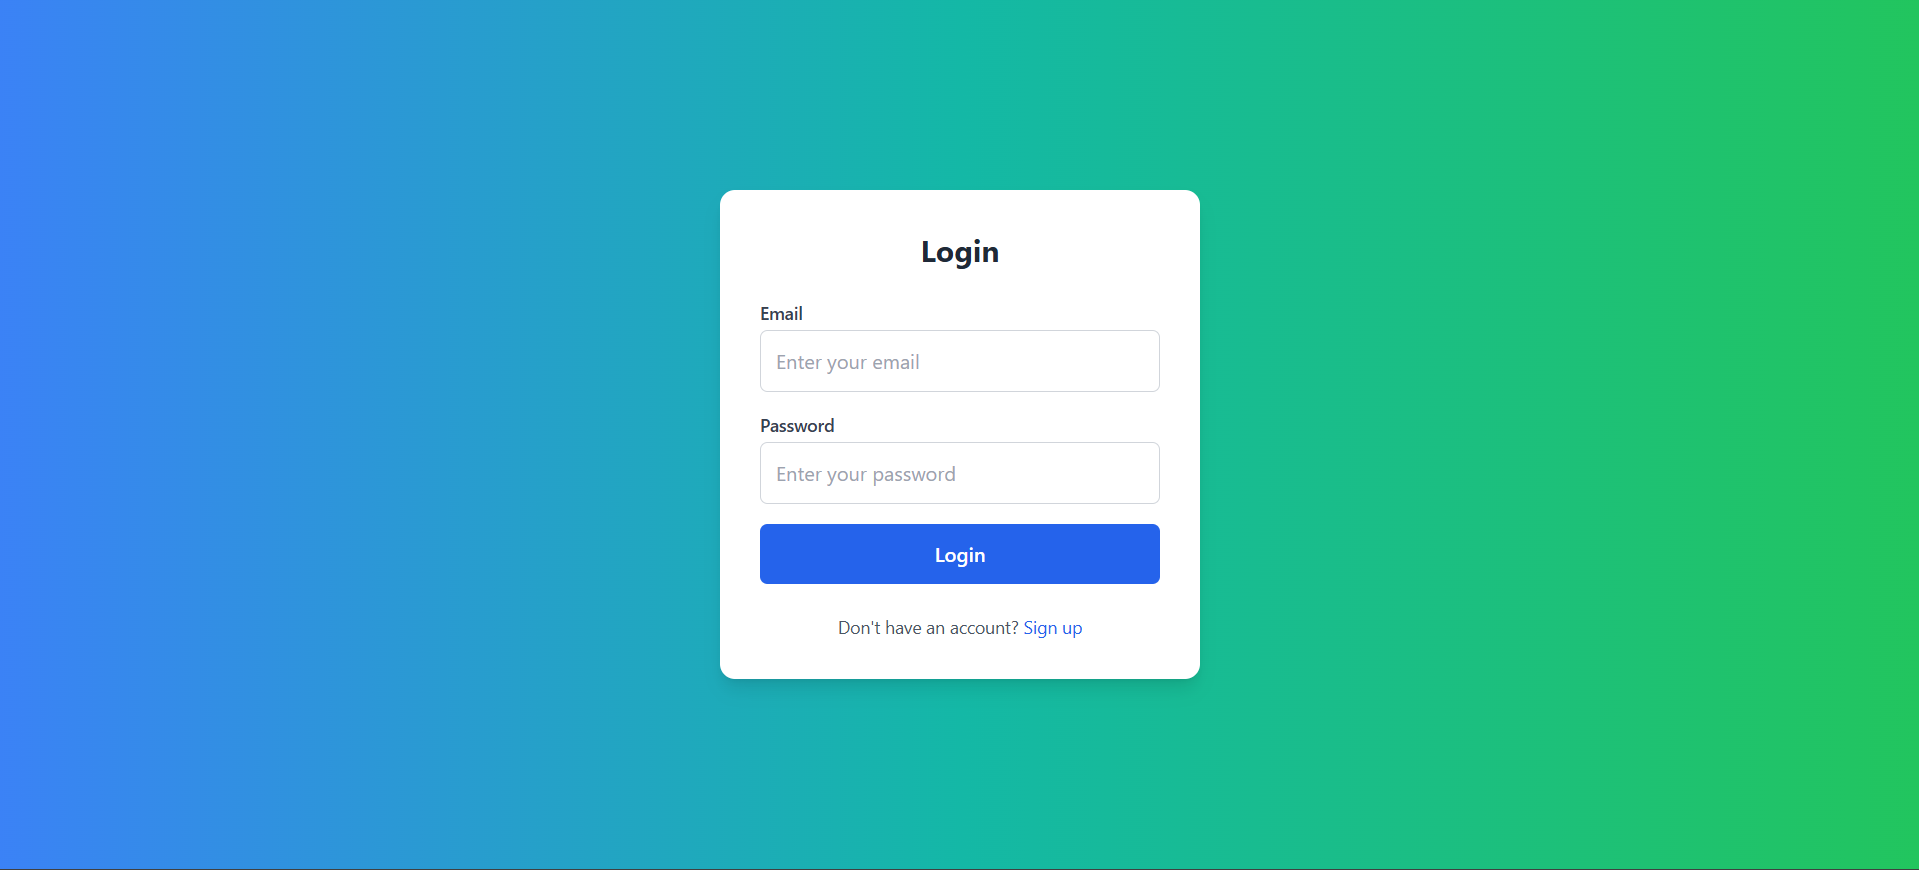 Login
Email
Enter your email
Password
Enter your password
Login
Don't have an account? Sign up